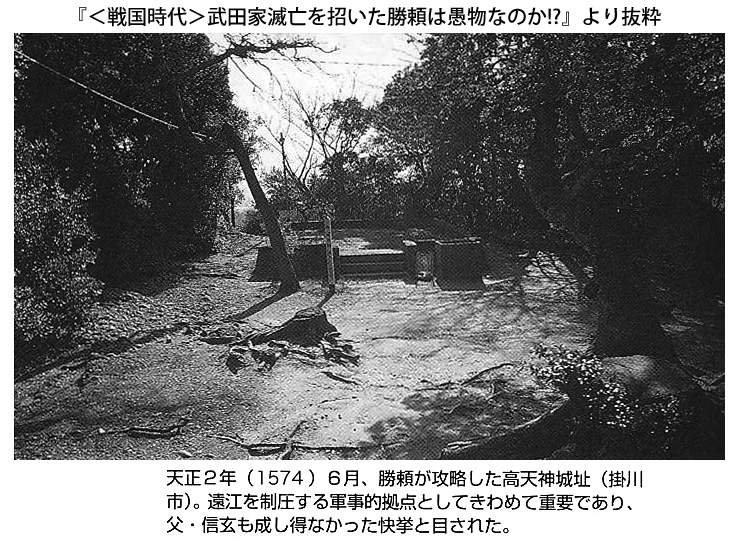 『＜戦国時代＞武田家滅亡を招いた勝頼は愚物なのか!?』より抜粋
天正２年（1574）６月、勝頼が攻略した高天神城址（掛川
市）。遠江を制圧する軍事的拠点としてきわめて重要であり、
父・信玄も成し得なかった快挙と目された。